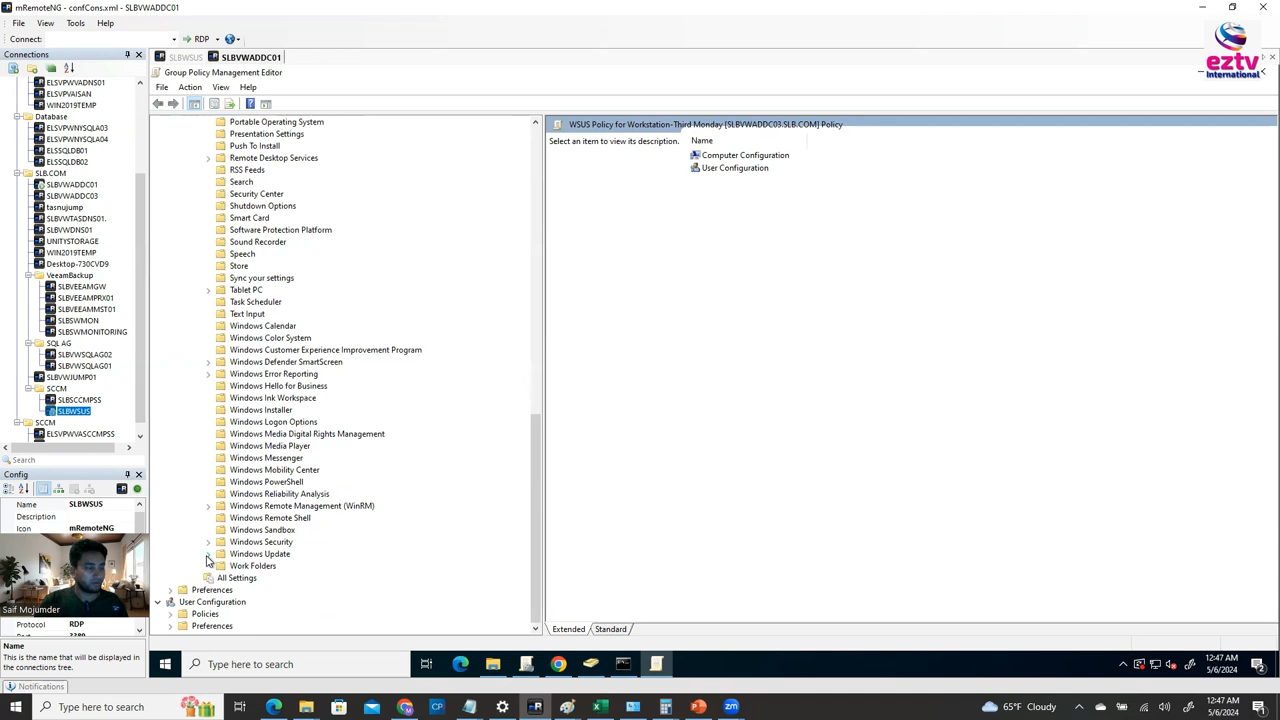 mRemoteNG - confCons.xml - SLBVWADDC01
File View Tools Help
Connect: RDP
eztv
International
Connections
ELSVPWVADNS01
ELSVPVAISAN
WIN2019TEMP
Database
ELSVPWNYSQLA03
ELSVPWNYSQLA04
ELSSQLDB01
ELSSQLDB02
SLB.COM
SLBVWADDC01
SLBVWADDC03
tasnujump
SLBVWTASDNS01.
SLBVWDNS01
UNITYSTORAGE
WIN2019TEMP
Desktop-730CVD9
VeeamBackup
SLBVEEAMGW
SLBVEEAMPRX01
SLBVEEAMMST01
SLBSWMON
SLBSWMONITORING
SQL AG
SLBVWSQLAG02
SLBVWSQLAG01
SLBVWJUMP01
SCCM
SLBSCCMPSS
SLBWSUS
SCCM
ELSVPWVASCCMPSS
Search
Config
Name SLBWSUS
Description
Icon mRemoteNG
Saif Mojumder
Protocol RDP
Name
This is the name that will be displayed in
the connections tree.
Notifications
SLBWSUS SLBVWADDC01
Group Policy Management Editor
File Action View Help
Portable Operating System
Presentation Settings
Push To Install
Remote Desktop Services
RSS Feeds
Search
Security Center
Shutdown Options
Smart Card
Software Protection Platform
Sound Recorder
Speech
Store
Sync your settings
Tablet PC
Task Scheduler
Text Input
Windows Calendar
Windows Color System
Windows Customer Experience Improvement Program
Windows Defender SmartScreen
Windows Error Reporting
Windows Hello for Business
Windows Ink Workspace
Windows Installer
Windows Logon Options
Windows Media Digital Rights Management
Windows Media Player
Windows Messenger
Windows Mobility Center
Windows PowerShell
Windows Reliability Analysis
Windows Remote Management (WinRM)
Windows Remote Shell
Windows Sandbox
Windows Security
Windows Update
Work Folders
All Settings
Preferences
User Configuration
Policies
Preferences
WSUS Policy for Workstation-Third Monday [SLBVWADDC03.SLB.COM] Policy
Select an item to view its description.
Name
Computer Configuration
User Configuration
Extended Standard
Type here to search
12:47 AM
5/6/2024
Type here to search
65°F Cloudy
12:47 AM
5/6/2024